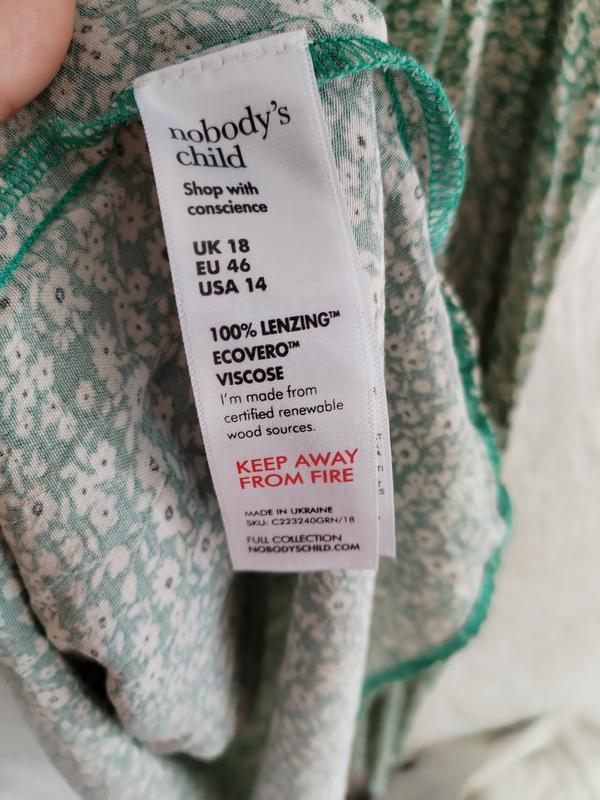 nobody's
child
Shop with
conscience
UK 18
EU 46
USA 14
100% LENZING™
ECOVERO™
VISCOSE
I'm made from
certified renewable
wood sources.
KEEP AWAY
FROM FIRE
MADE IN UKRAINE
SKU: C223240GRN/18
FULL COLLECTION
NOBODYSCHILD.COM